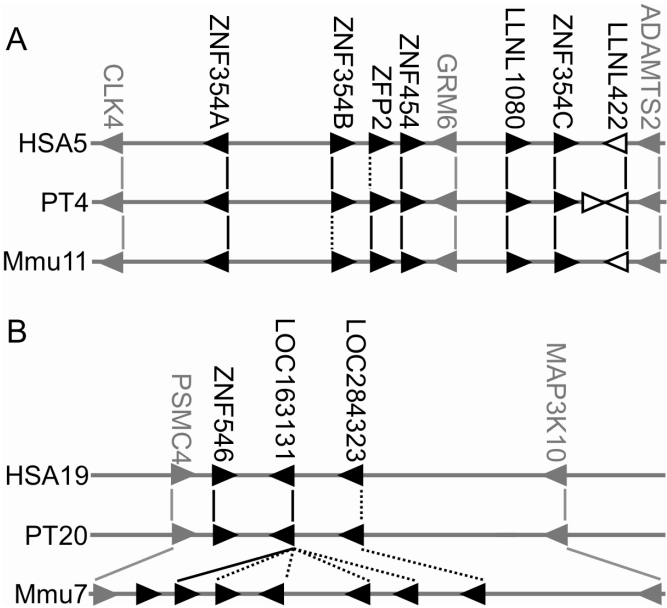 A
CLK4
ZNF354A
ZNF354B
ZFP2
ZNF454
GRM6
LLNL1080
ZNF354C
LLNL422
ADAMTS2
HSA5
PT4
Mmu11
B
PSMC4
ZNF546
LOC163131
LOC284323
MAP3K10
HSA19
PT20
Mmu7